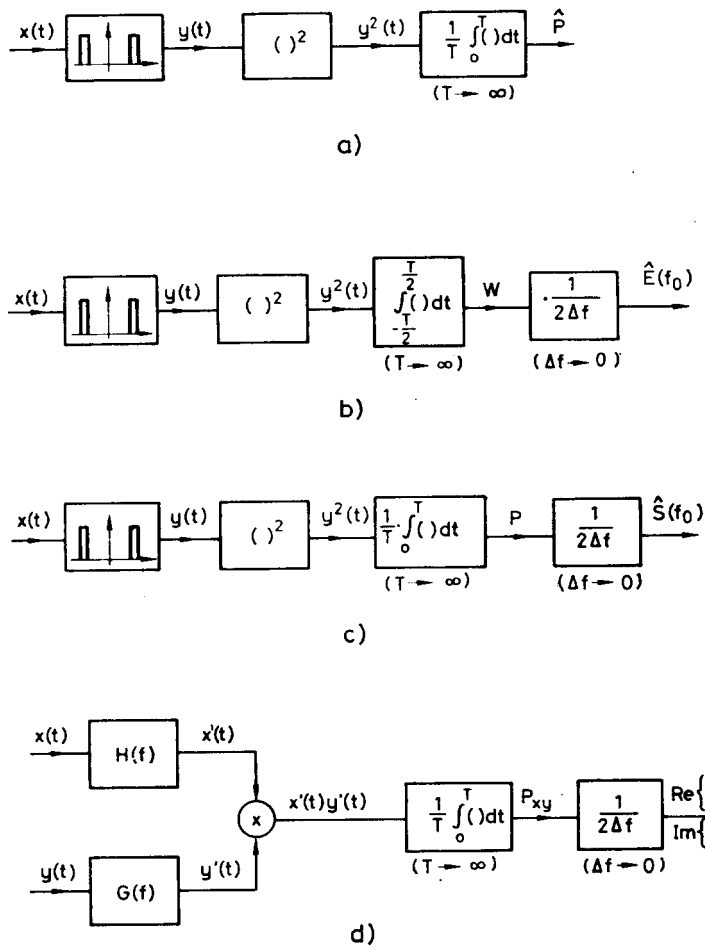 x(t) y(t) ( )² y²(t) 1/T ∫₀ᵀ ( )dt P̂
(T → ∞)
a)
x(t) y(t) ( )² y²(t) ∫_{-T/2}^{T/2} ( )dt W · 1/2Δf Ê(f₀)
(T → ∞) (Δf → 0)
b)
x(t) y(t) ( )² y²(t) 1/T · ∫₀ᵀ ( )dt P 1/2Δf Ŝ(f₀)
(T → ∞) (Δf → 0)
c)
x(t) H(f) x'(t)
x x'(t)y'(t) 1/T ∫₀ᵀ ( )dt P_xy 1/2Δf Re{
Im{
(T → ∞) (Δf → 0)
y(t) G(f) y'(t)
d)